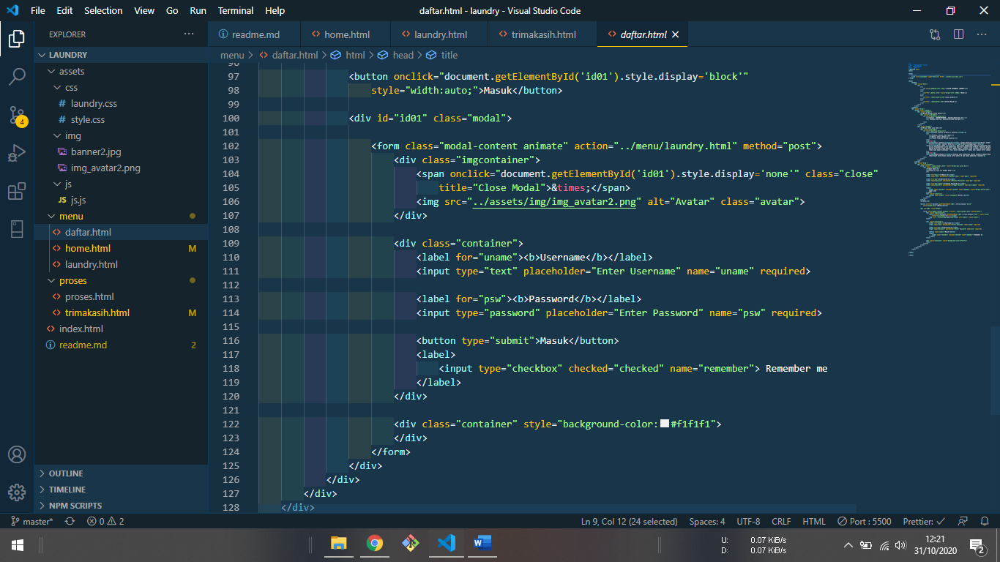 File Edit Selection View Go Run Terminal Help daftar.html - laundry - Visual Studio Code
EXPLORER ···
readme.md home.html laundry.html trimakasih.html daftar.html
LAUNDRY
menu > daftar.html > html > head > title
assets
css
laundry.css
style.css
img
banner2.jpg
img_avatar2.png
js
JS js.js
menu
daftar.html
home.html M
laundry.html
proses
proses.html
trimakasih.html M
index.html
readme.md 2
4
OUTLINE
TIMELINE
NPM SCRIPTS
96
97 <button onclick="document.getElementById('id01').style.display='block'"
98 style="width:auto;">Masuk</button>
99
100 <div id="id01" class="modal">
101
102 <form class="modal-content animate" action="../menu/laundry.html" method="post">
103 <div class="imgcontainer">
104 <span onclick="document.getElementById('id01').style.display='none'" class="close"
105 title="Close Modal">&times;</span>
106 <img src="../assets/img/img_avatar2.png" alt="Avatar" class="avatar">
107 </div>
108
109 <div class="container">
110 <label for="uname"><b>Username</b></label>
111 <input type="text" placeholder="Enter Username" name="uname" required>
112
113 <label for="psw"><b>Password</b></label>
114 <input type="password" placeholder="Enter Password" name="psw" required>
115
116 <button type="submit">Masuk</button>
117 <label>
118 <input type="checkbox" checked="checked" name="remember"> Remember me
119 </label>
120 </div>
121
122 <div class="container" style="background-color:#f1f1f1">
123 </div>
124 </form>
125 </div>
126 </div>
127 </div>
128 </div>
master* 0 2 Ln 9, Col 12 (24 selected) Spaces: 4 UTF-8 CRLF HTML Port : 5500 Prettier: ✓
U: 0.07 KiB/s
D: 0.07 KiB/s
12:21
31/10/2020
2